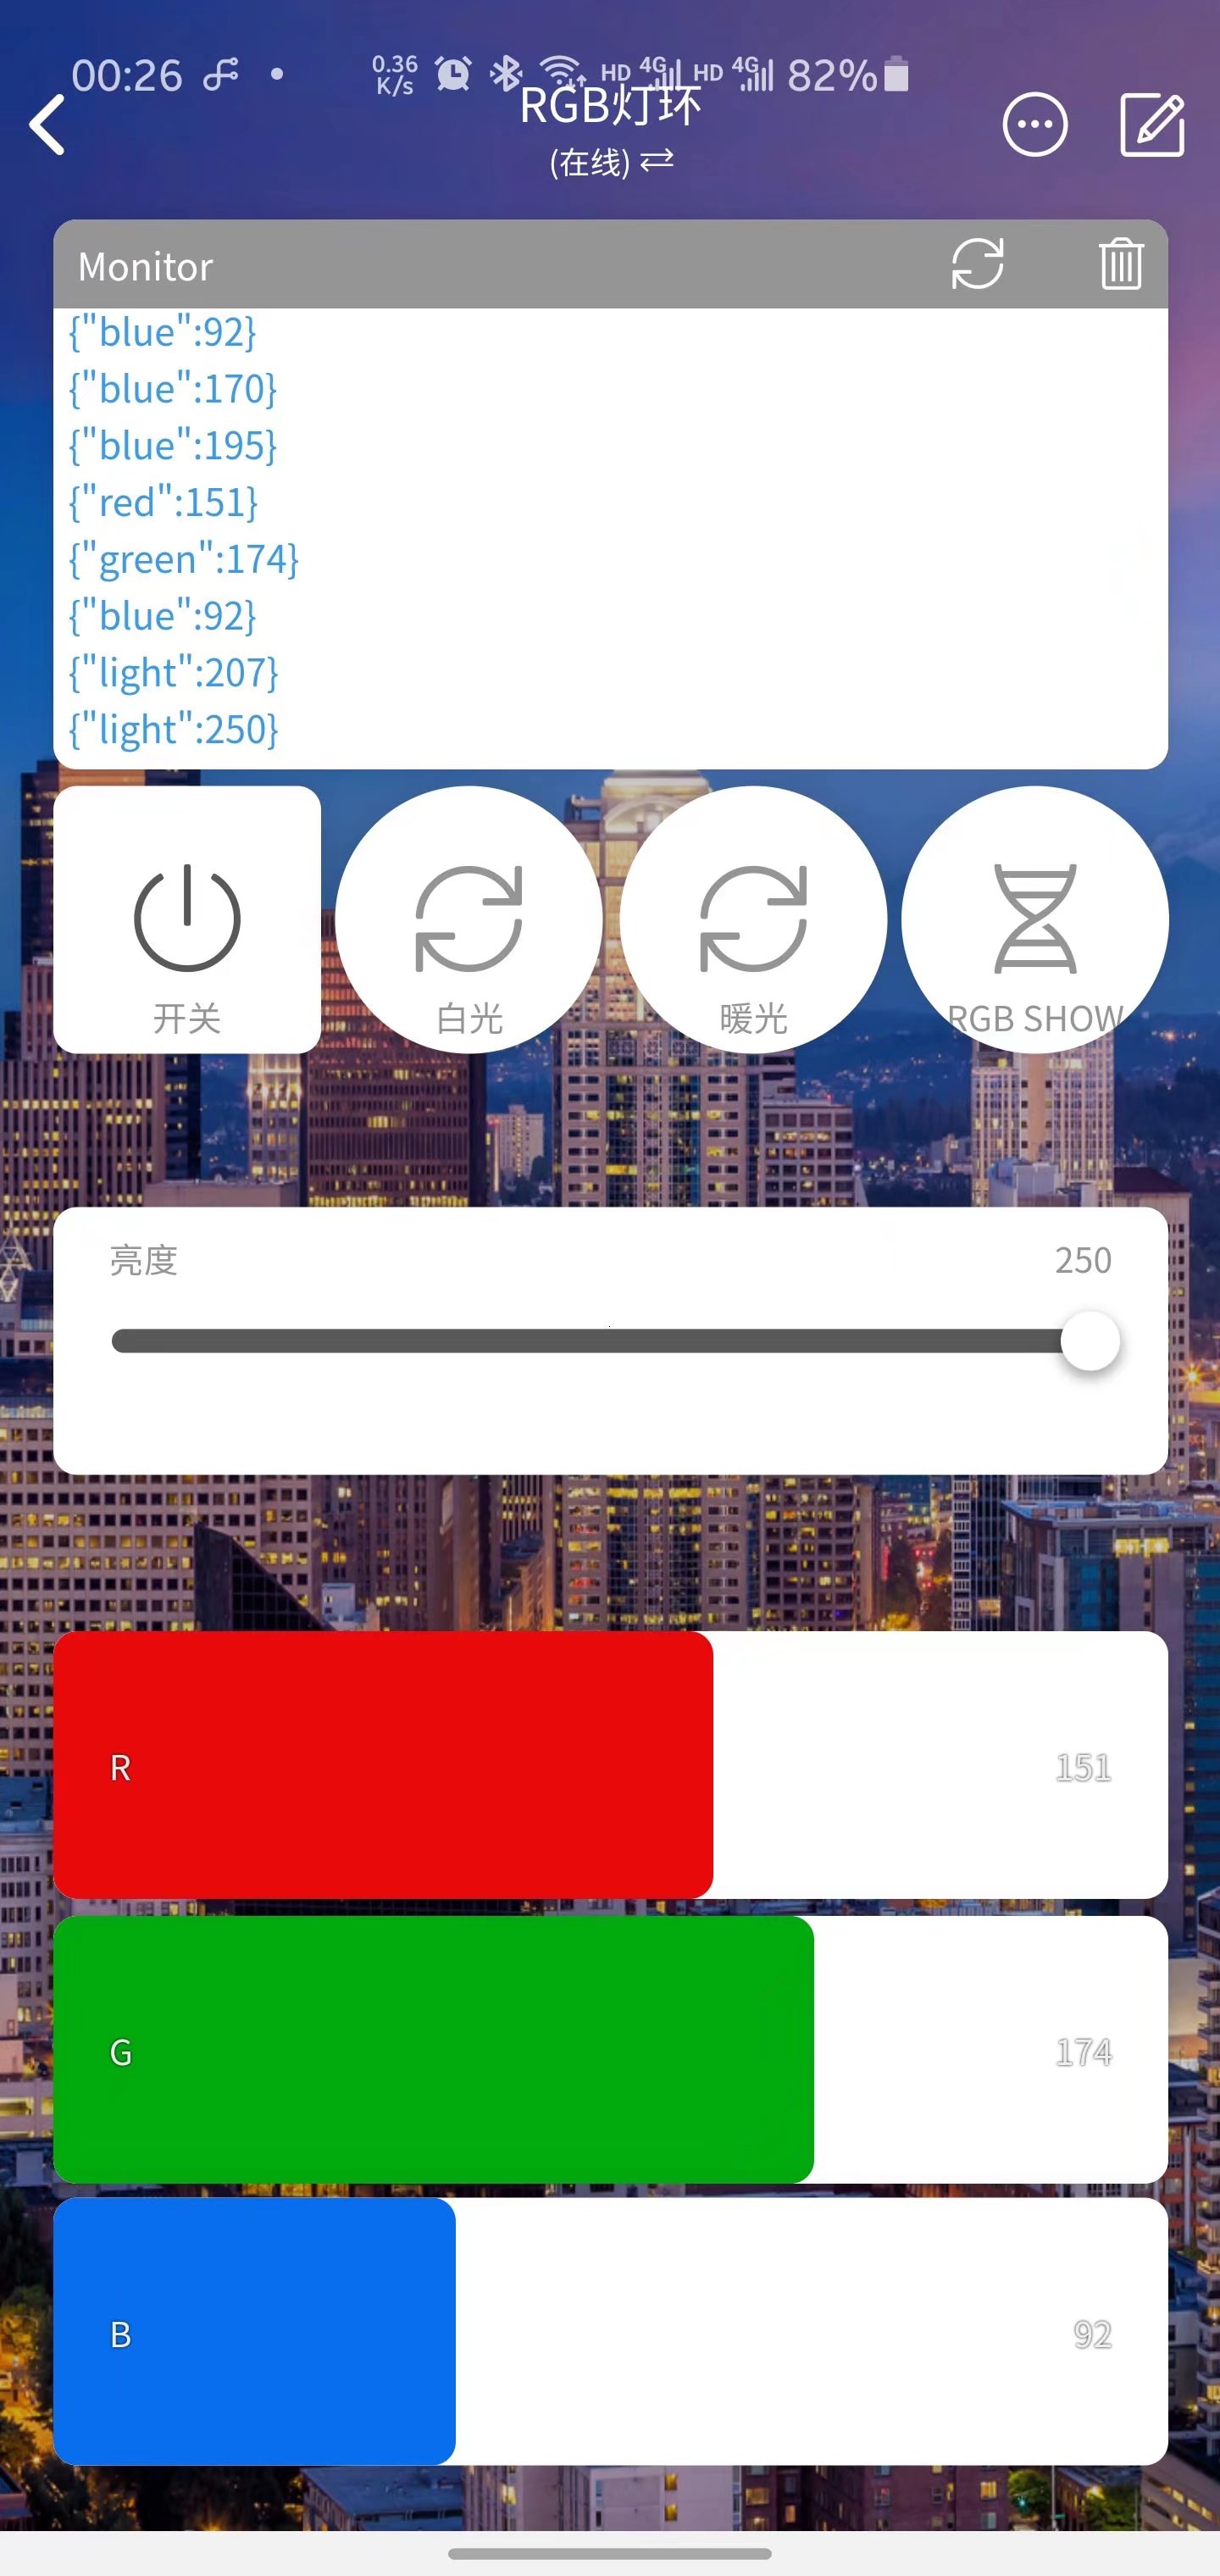 00:26 0.36 K/s HD 4G HD 4G 82%
RGB灯环
(在线)
Monitor
{"blue":92}
{"blue":170}
{"blue":195}
{"red":151}
{"green":174}
{"blue":92}
{"light":207}
{"light":250}
开关 白光 暖光 RGB SHOW
亮度 250
R 151
G 174
B 92